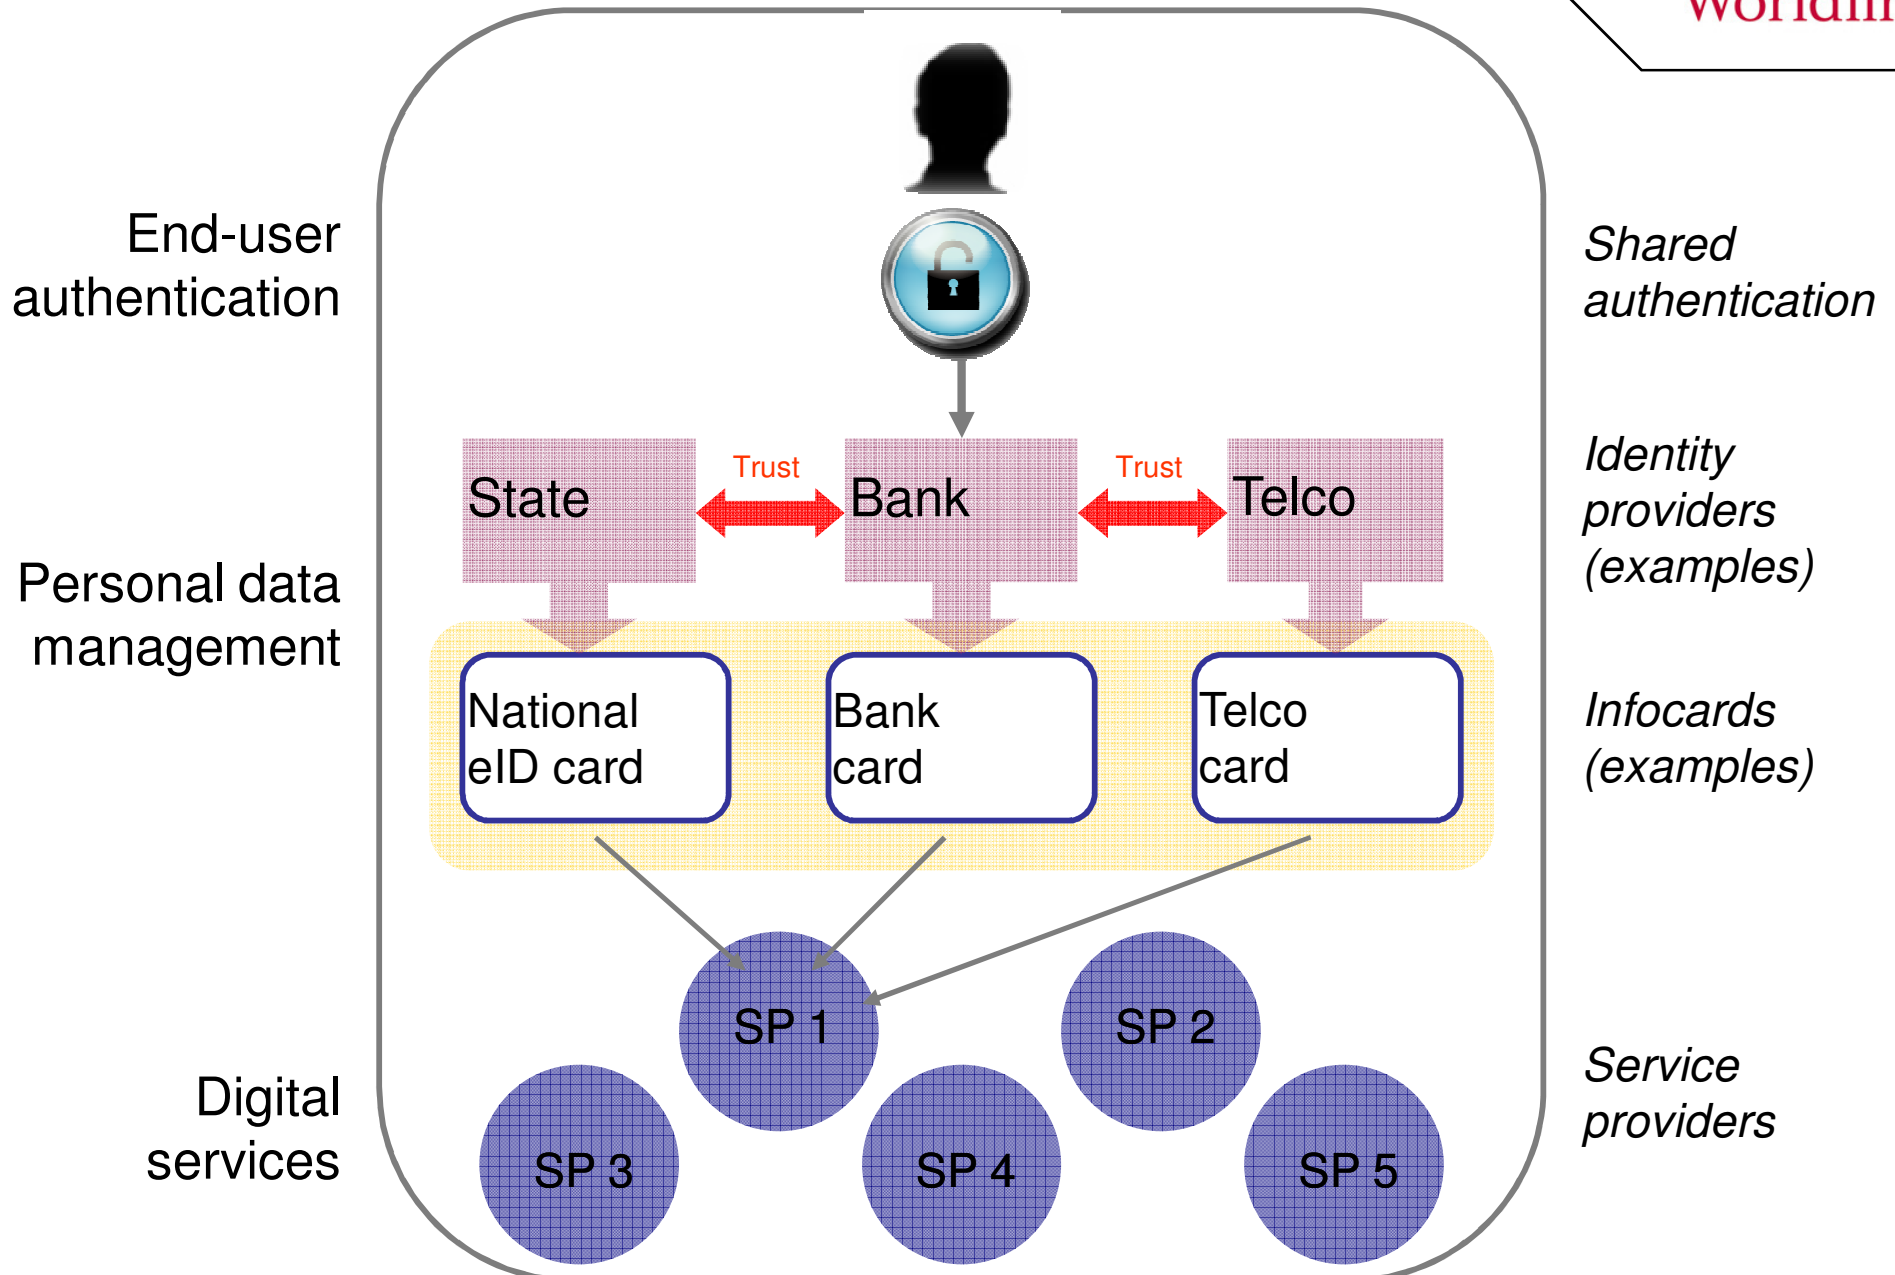 End-user
authentication
Shared
authentication
Trust
Trust
State
Bank
Telco
Identity
providers
(examples)
Personal data
management
National
eID card
Bank
card
Telco
card
Infocards
(examples)
SP 1
SP 2
SP 3
SP 4
SP 5
Digital
services
Service
providers